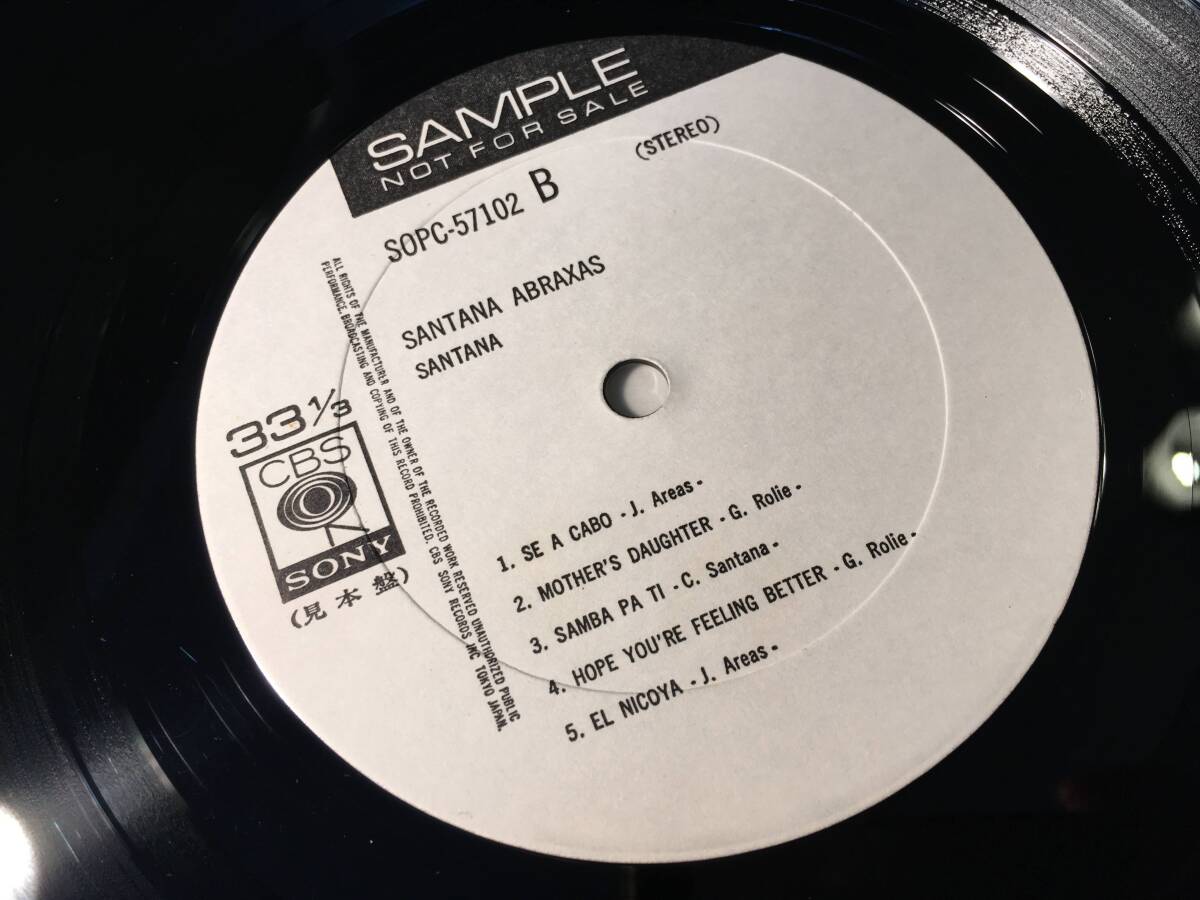 SAMPLE
NOT FOR SALE
(STEREO)
SOPC-57102 B
SANTANA ABRAXAS
SANTANA
ALL RIGHTS OF THE MANUFACTURER AND OF THE OWNER OF THE RECORDED WORK RESERVED UNAUTHORIZED PUBLIC
PERFORMANCE, BROADCASTING AND COPYING OF THIS RECORD PROHIBITED. CBS SONY RECORDS INC TOKYO JAPAN.
33 1/3
CBS
SONY
(見本盤)
1. SE A CABO - J. Areas -
2. MOTHER'S DAUGHTER - G. Rolie -
3. SAMBA PA TI - C. Santana -
4. HOPE YOU'RE FEELING BETTER - G. Rolie -
5. EL NICOYA - J. Areas -